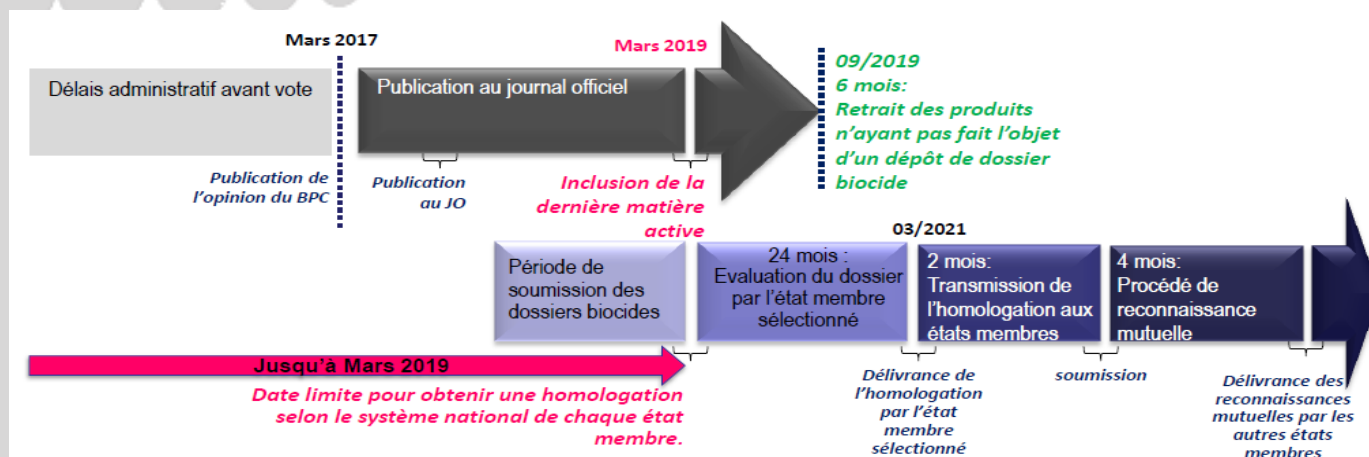 Mars 2017
Mars 2019
Délais administratif avant vote
Publication au journal officiel
09/2019
6 mois:
Retrait des produits
n'ayant pas fait l'objet
d'un dépôt de dossier
biocide
Publication de
l'opinion du BPC
Publication
au JO
Inclusion de la
dernière matière
active
03/2021
Période de
soumission des
dossiers biocides
24 mois :
Evaluation du dossier
par l'état membre
sélectionné
2 mois:
Transmission de
l'homologation aux
états membres
4 mois:
Procédé de
reconnaissance
mutuelle
Jusqu'à Mars 2019
Date limite pour obtenir une homologation
selon le système national de chaque état
membre.
Délivrance de
l'homologation
par l'état
membre
sélectionné
soumission
Délivrance des
reconnaissances
mutuelles par les
autres états
membres